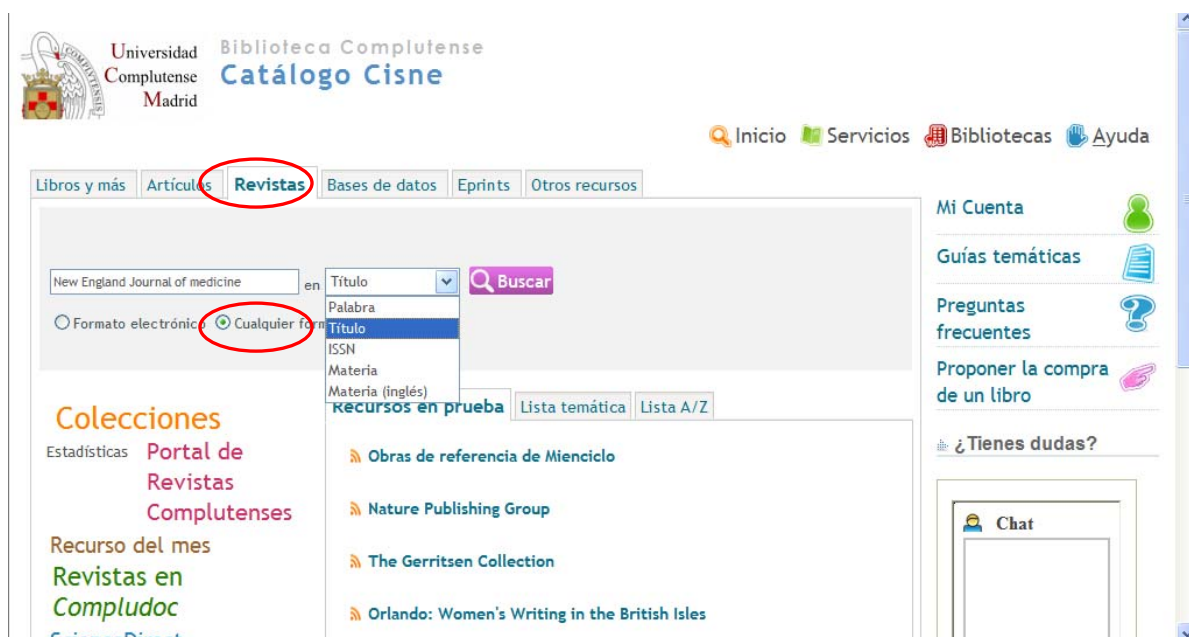 Universidad
Complutense
Madrid
Biblioteca Complutense
Catálogo Cisne
Inicio Servicios Bibliotecas Ayuda
Libros y más Artículos Revistas Bases de datos Eprints Otros recursos
New England Journal of medicine en Título Buscar
Formato electrónico Cualquier
Palabra
Título
ISSN
Materia
Materia (inglés)
Mi Cuenta
Guías temáticas
Preguntas
frecuentes
Proponer la compra
de un libro
¿Tienes dudas?
Chat
Colecciones
Estadísticas Portal de
Revistas
Complutenses
Recurso del mes
Revistas en
Compludoc
Recursos en prueba Lista temática Lista A/Z
Obras de referencia de Mienciclo
Nature Publishing Group
The Gerritsen Collection
Orlando: Women's Writing in the British Isles